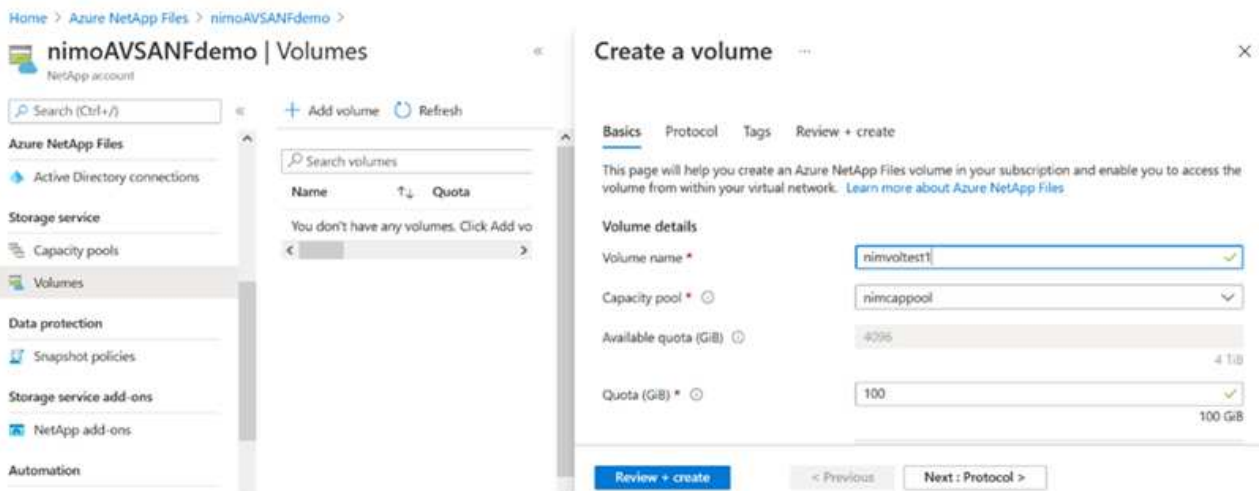 Home > Azure NetApp Files > nimoAVSANFdemo >
nimoAVSANFdemo | Volumes
NetApp account
Search (Ctrl+/)
Azure NetApp Files
Active Directory connections
Storage service
Capacity pools
Volumes
Data protection
Snapshot policies
Storage service add-ons
NetApp add-ons
Automation
+ Add volume Refresh
Search volumes
Name Quota
You don't have any volumes. Click Add vo
Create a volume ...
Basics Protocol Tags Review + create
This page will help you create an Azure NetApp Files volume in your subscription and enable you to access the
volume from within your virtual network. Learn more about Azure NetApp Files
Volume details
Volume name * nimvoltest1
Capacity pool * nimcappool
Available quota (GiB) 4096
4 TiB
Quota (GiB) * 100
100 GiB
Review + create < Previous Next : Protocol >